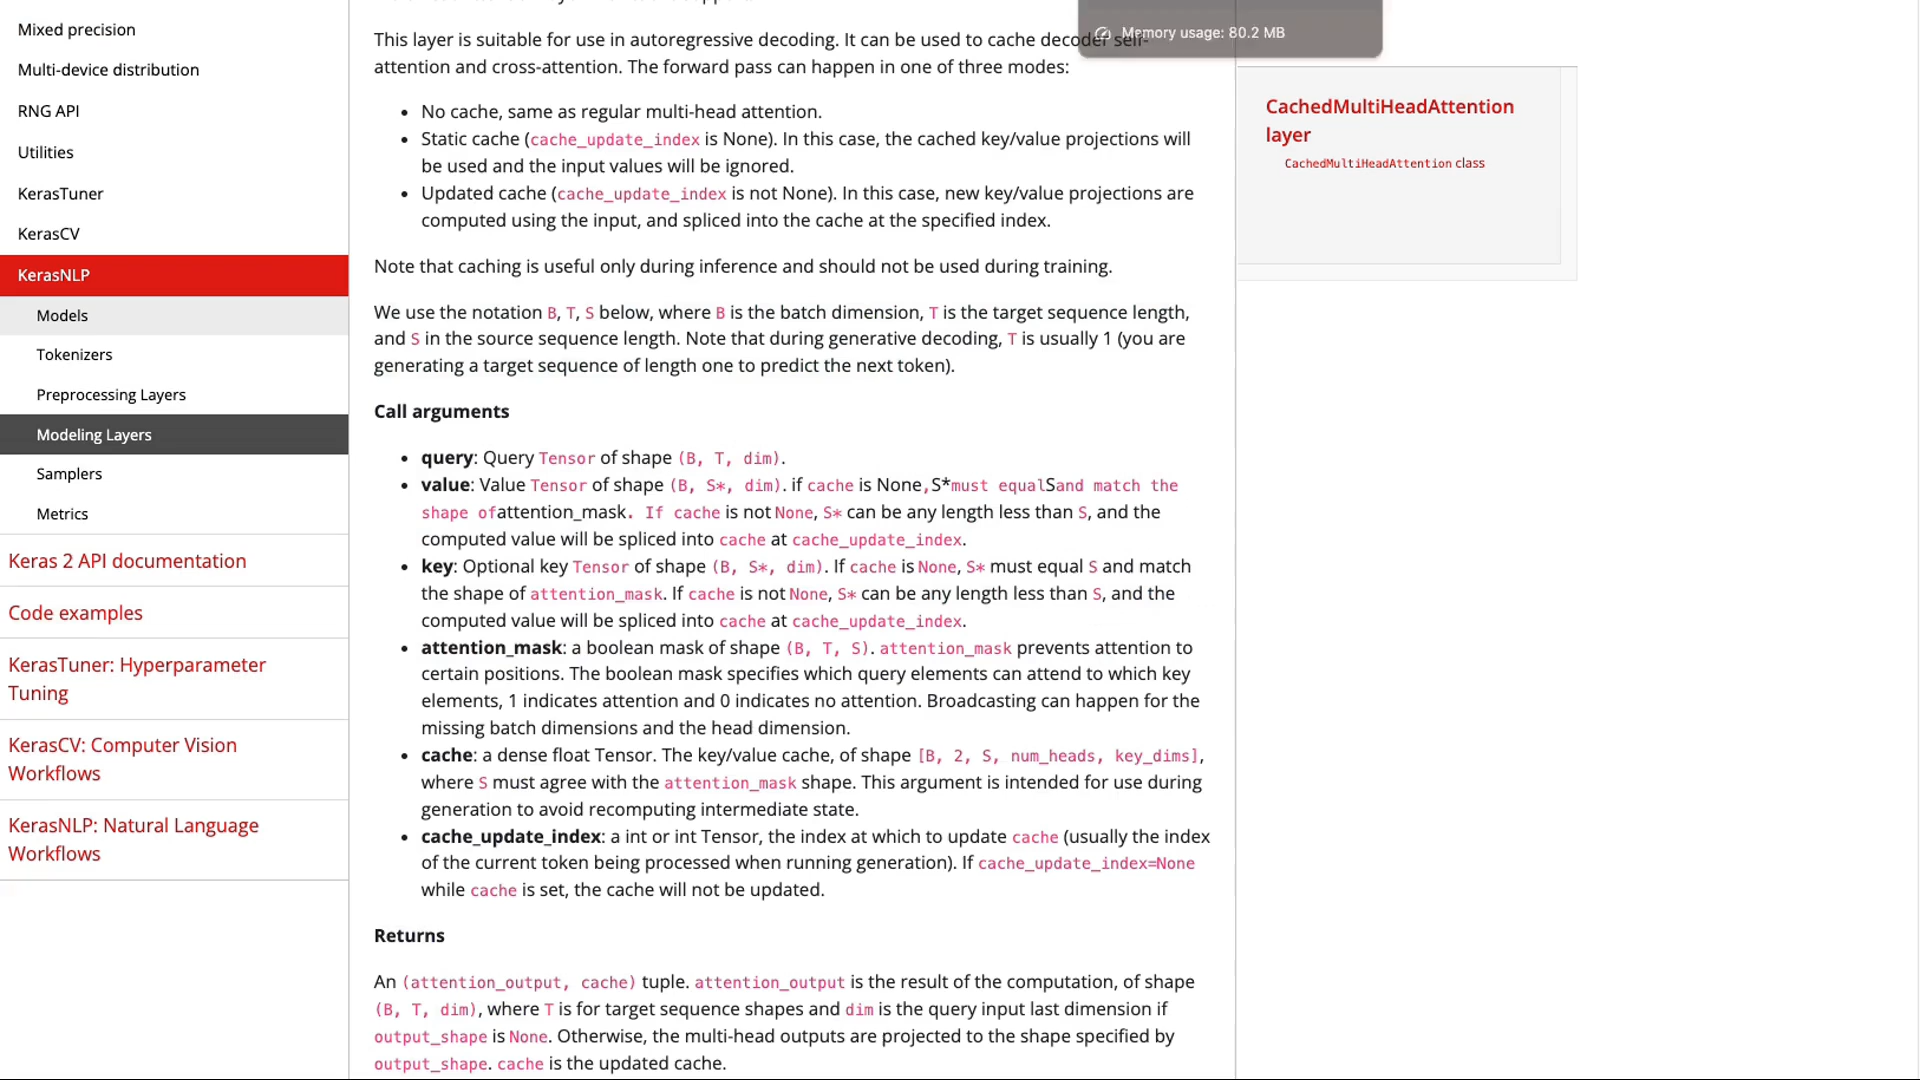 Mixed precision
Multi-device distribution
RNG API
Utilities
KerasTuner
KerasCV
KerasNLP
Models
Tokenizers
Preprocessing Layers
Modeling Layers
Samplers
Metrics
Keras 2 API documentation
Code examples
KerasTuner: Hyperparameter
Tuning
KerasCV: Computer Vision
Workflows
KerasNLP: Natural Language
Workflows
This layer is suitable for use in autoregressive decoding. It can be used to cache decoder self-
attention and cross-attention. The forward pass can happen in one of three modes:
• No cache, same as regular multi-head attention.
• Static cache (cache_update_index is None). In this case, the cached key/value projections will
be used and the input values will be ignored.
• Updated cache (cache_update_index is not None). In this case, new key/value projections are
computed using the input, and spliced into the cache at the specified index.
Note that caching is useful only during inference and should not be used during training.
We use the notation B, T, S below, where B is the batch dimension, T is the target sequence length,
and S in the source sequence length. Note that during generative decoding, T is usually 1 (you are
generating a target sequence of length one to predict the next token).
Call arguments
• query: Query Tensor of shape (B, T, dim).
• value: Value Tensor of shape (B, S*, dim). if cache is None,S*must equalSand match the
shape ofattention_mask. If cache is not None, S* can be any length less than S, and the
computed value will be spliced into cache at cache_update_index.
• key: Optional key Tensor of shape (B, S*, dim). If cache is None, S* must equal S and match
the shape of attention_mask. If cache is not None, S* can be any length less than S, and the
computed value will be spliced into cache at cache_update_index.
• attention_mask: a boolean mask of shape (B, T, S). attention_mask prevents attention to
certain positions. The boolean mask specifies which query elements can attend to which key
elements, 1 indicates attention and 0 indicates no attention. Broadcasting can happen for the
missing batch dimensions and the head dimension.
• cache: a dense float Tensor. The key/value cache, of shape [B, 2, S, num_heads, key_dims],
where S must agree with the attention_mask shape. This argument is intended for use during
generation to avoid recomputing intermediate state.
• cache_update_index: a int or int Tensor, the index at which to update cache (usually the index
of the current token being processed when running generation). If cache_update_index=None
while cache is set, the cache will not be updated.
Returns
An (attention_output, cache) tuple. attention_output is the result of the computation, of shape
(B, T, dim), where T is for target sequence shapes and dim is the query input last dimension if
output_shape is None. Otherwise, the multi-head outputs are projected to the shape specified by
output_shape. cache is the updated cache.
Memory usage: 80.2 MB
CachedMultiHeadAttention
layer
CachedMultiHeadAttention class